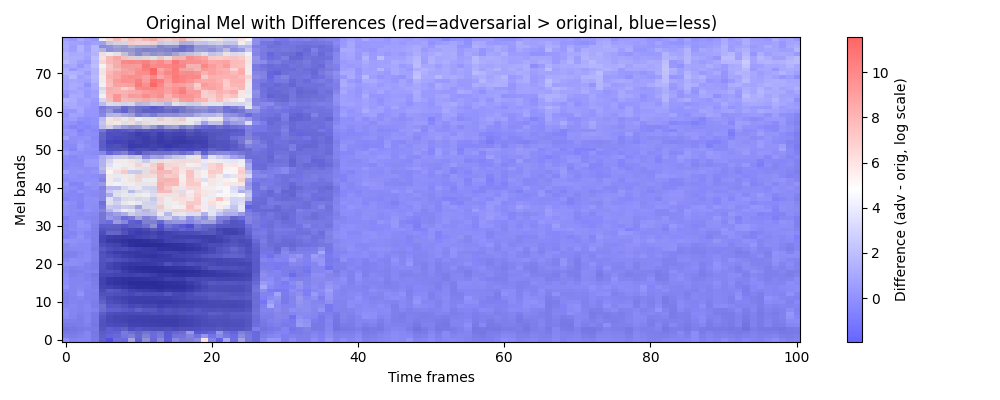 Original Mel with Differences (red=adversarial > original, blue=less)
Mel bands
70
60
50
40
30
20
10
0
0 20 40 60 80 100
Time frames
10
8
6
4
2
0
Difference (adv - orig, log scale)